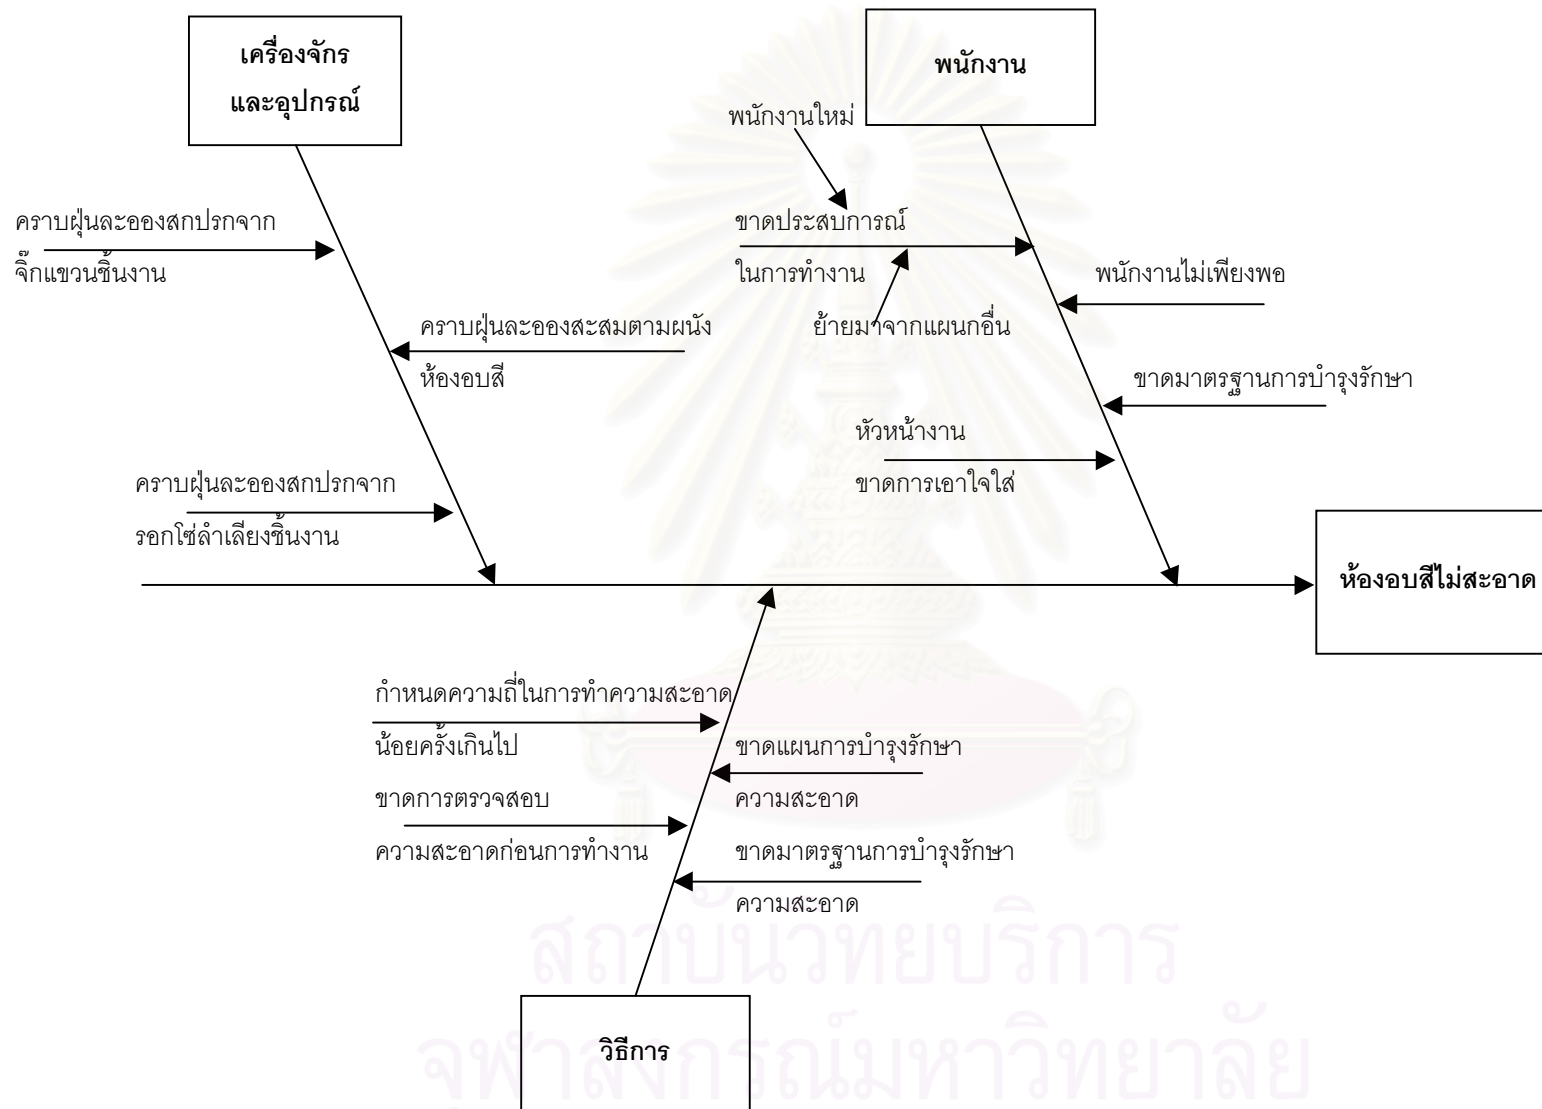 เครื่องจักร
และอุปกรณ์
พนักงาน
พนักงานใหม่
คราบฝุ่นละอองสกปรกจาก
จิ๊กแขวนชิ้นงาน
ขาดประสบการณ์
ในการทำงาน
พนักงานไม่เพียงพอ
คราบฝุ่นละอองสะสมตามผนัง
ห้องอบสี
ย้ายมาจากแผนกอื่น
ขาดมาตรฐานการบำรุงรักษา
หัวหน้างาน
ขาดการเอาใจใส่
คราบฝุ่นละอองสกปรกจาก
รอกโซ่ลำเลียงชิ้นงาน
ห้องอบสีไม่สะอาด
กำหนดความถี่ในการทำความสะอาด
น้อยครั้งเกินไป
ขาดแผนการบำรุงรักษา
ความสะอาด
ขาดการตรวจสอบ
ความสะอาดก่อนการทำงาน
ขาดมาตรฐานการบำรุงรักษา
ความสะอาด
สถาบันวิทยบริการ
จุฬาลงกรณ์มหาวิทยาลัย
วิธีการ